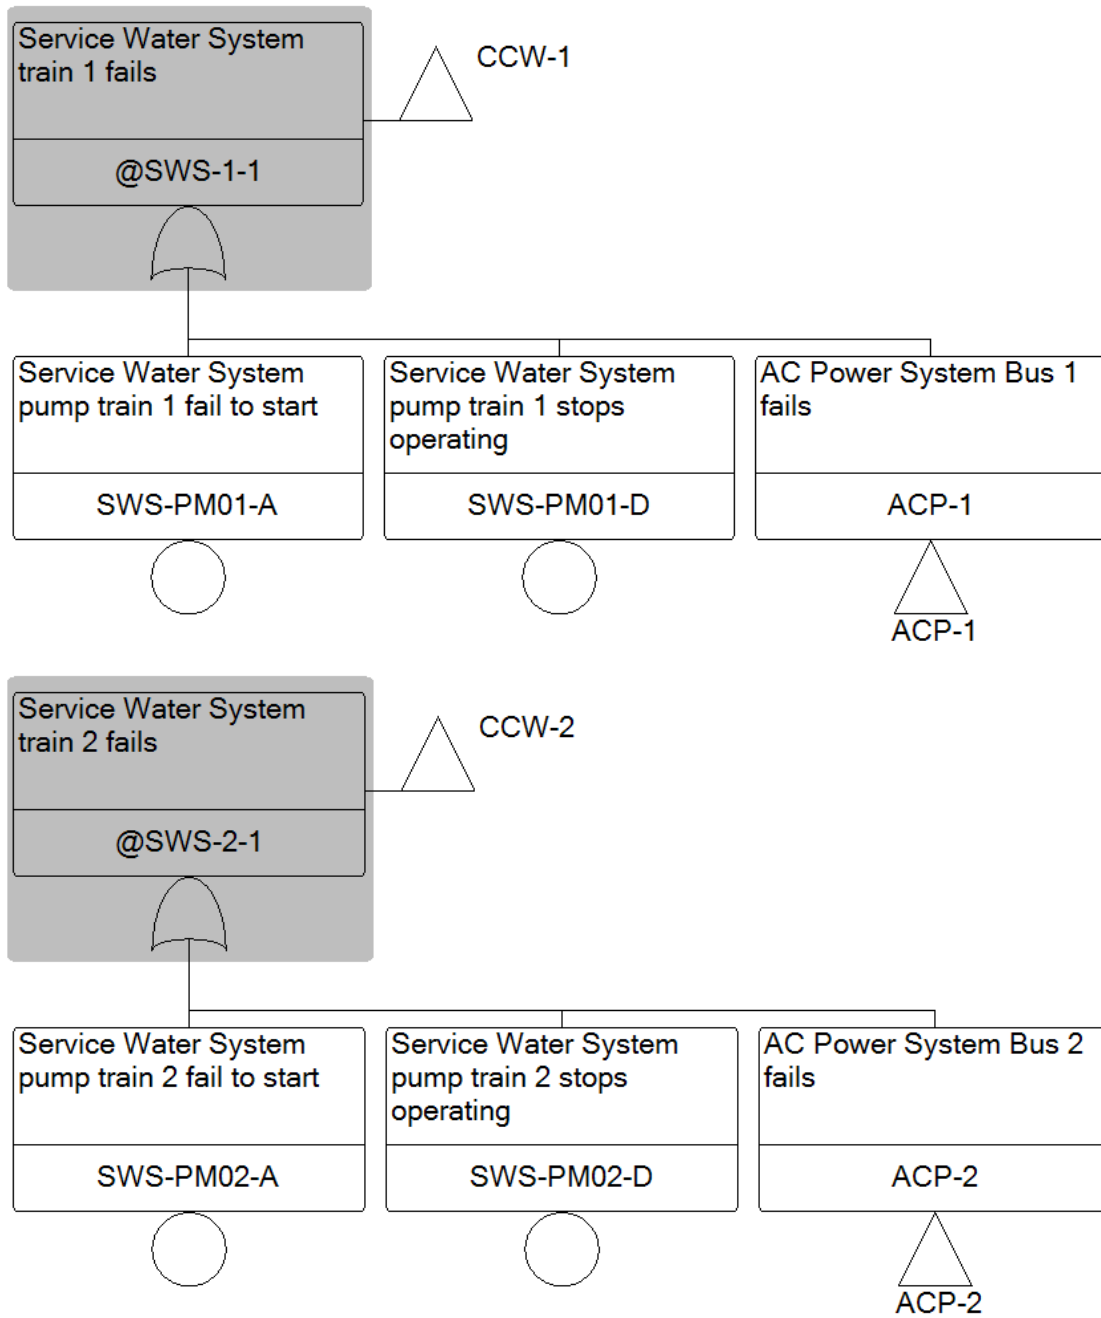 Service Water System
train 1 fails
CCW-1
@SWS-1-1
Service Water System
pump train 1 fail to start
SWS-PM01-A
Service Water System
pump train 1 stops
operating
SWS-PM01-D
AC Power System Bus 1
fails
ACP-1
ACP-1
Service Water System
train 2 fails
CCW-2
@SWS-2-1
Service Water System
pump train 2 fail to start
SWS-PM02-A
Service Water System
pump train 2 stops
operating
SWS-PM02-D
AC Power System Bus 2
fails
ACP-2
ACP-2